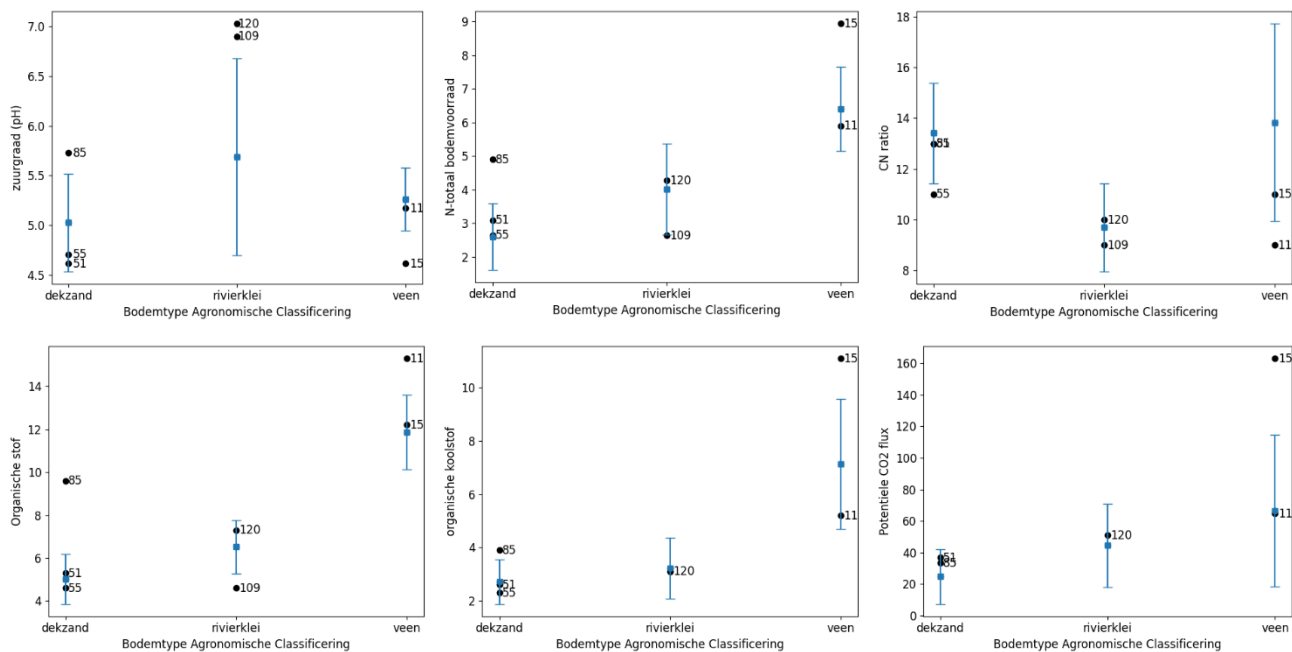 zuurgraad (pH)
7.0
6.5
6.0
5.5
5.0
4.5
120
109
85
55
51
11
15
dekzand
rivierklei
veen
Bodemtype Agronomische Classificering
N-totaal bodemvoorraad
9
8
7
6
5
4
3
2
15
11
85
120
51
55
109
dekzand
rivierklei
veen
Bodemtype Agronomische Classificering
CN ratio
18
16
14
12
10
8
55
120
109
15
11
dekzand
rivierklei
veen
Bodemtype Agronomische Classificering
Organische stof
14
12
10
8
6
4
11
15
85
120
51
55
109
dekzand
rivierklei
veen
Bodemtype Agronomische Classificering
organische koolstof
10
8
6
4
2
15
11
85
120
51
55
dekzand
rivierklei
veen
Bodemtype Agronomische Classificering
Potentiele CO2 flux
160
140
120
100
80
60
40
20
0
15
11
120
51
85
dekzand
rivierklei
veen
Bodemtype Agronomische Classificering